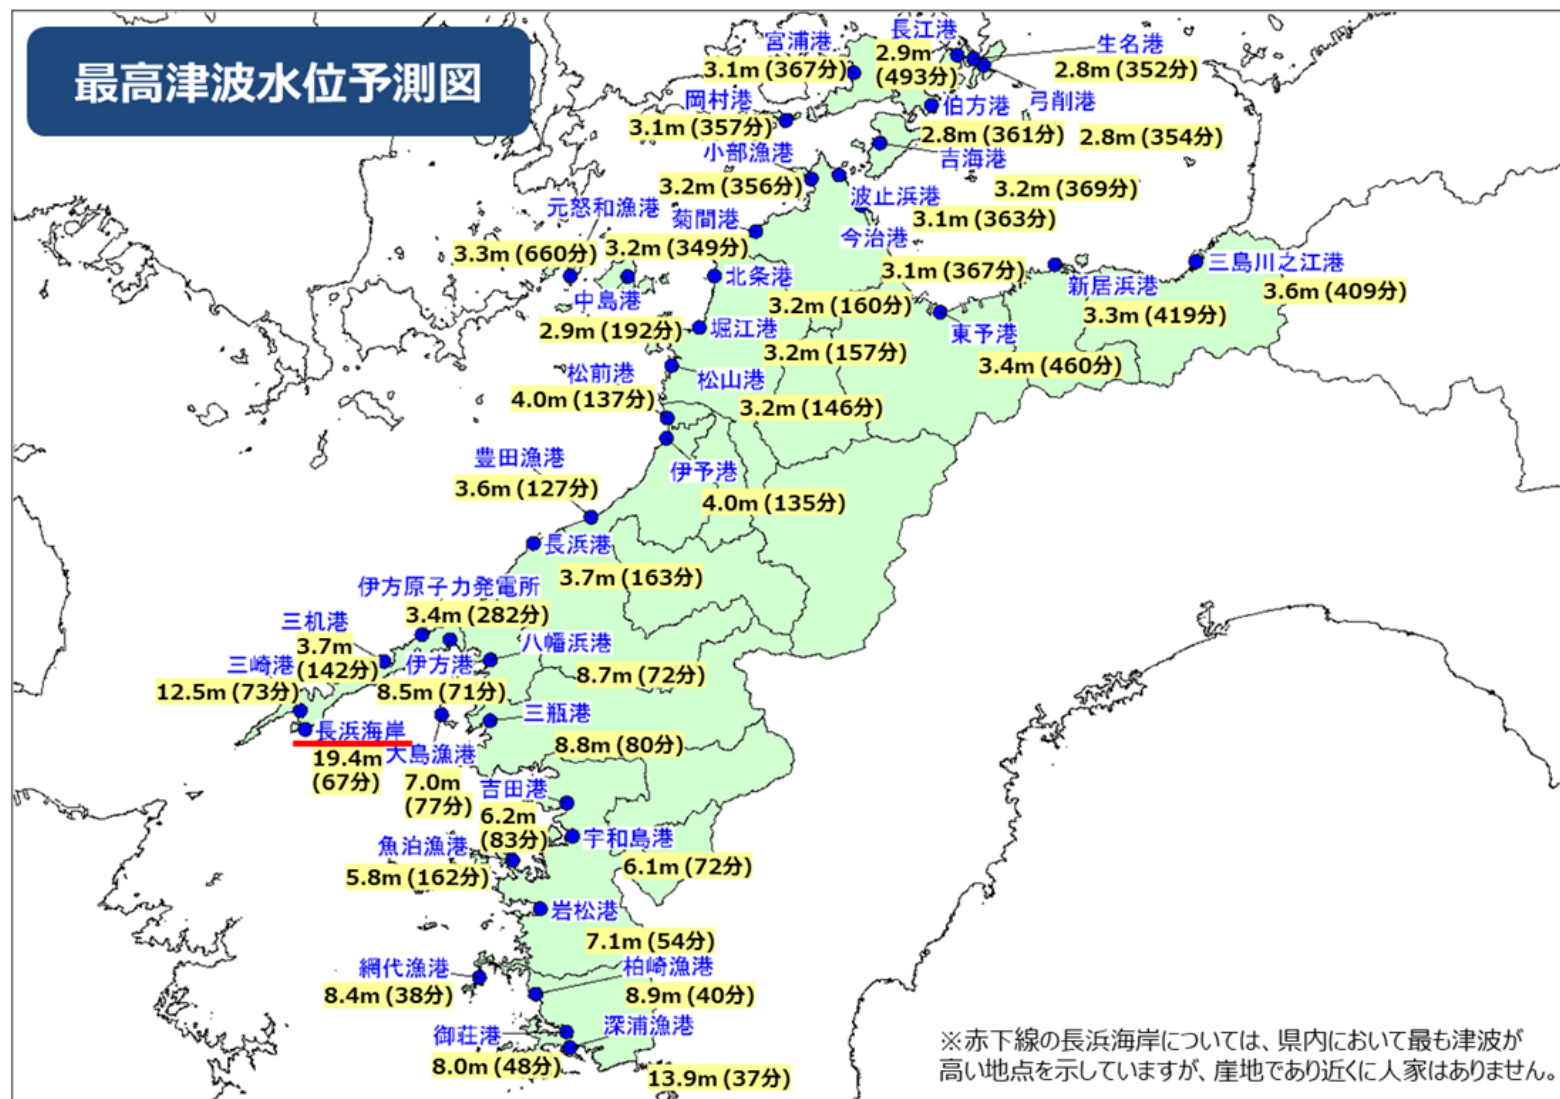 最高津波水位予測図
長江港
2.9m
(493分)
宮浦港
3.1m (367分)
生名港
2.8m (352分)
岡村港
3.1m (357分)
伯方港
2.8m (361分)
弓削港
2.8m (354分)
小部漁港
3.2m (356分)
吉海港
3.2m (369分)
波止浜港
3.1m (363分)
元怒和漁港
3.3m (660分)
菊間港
3.2m (349分)
今治港
3.1m (367分)
三島川之江港
3.6m (409分)
中島港
2.9m (192分)
北条港
3.2m (160分)
新居浜港
3.3m (419分)
堀江港
3.2m (157分)
東予港
3.4m (460分)
松前港
4.0m (137分)
松山港
3.2m (146分)
豊田漁港
3.6m (127分)
伊予港
4.0m (135分)
長浜港
3.7m (163分)
伊方原子力発電所
3.4m (282分)
三机港
3.7m
(142分)
八幡浜港
8.7m (72分)
三崎港
12.5m (73分)
伊方港
8.5m (71分)
長浜海岸
19.4m
(67分)
大島漁港
7.0m
(77分)
三瓶港
8.8m (80分)
吉田港
6.2m
(83分)
宇和島港
6.1m (72分)
魚泊漁港
5.8m (162分)
岩松港
7.1m (54分)
網代漁港
8.4m (38分)
柏崎漁港
8.9m (40分)
御荘港
8.0m (48分)
深浦漁港
13.9m (37分)
※赤下線の長浜海岸については、県内において最も津波が
高い地点を示していますが、崖地であり近くに人家はありません。